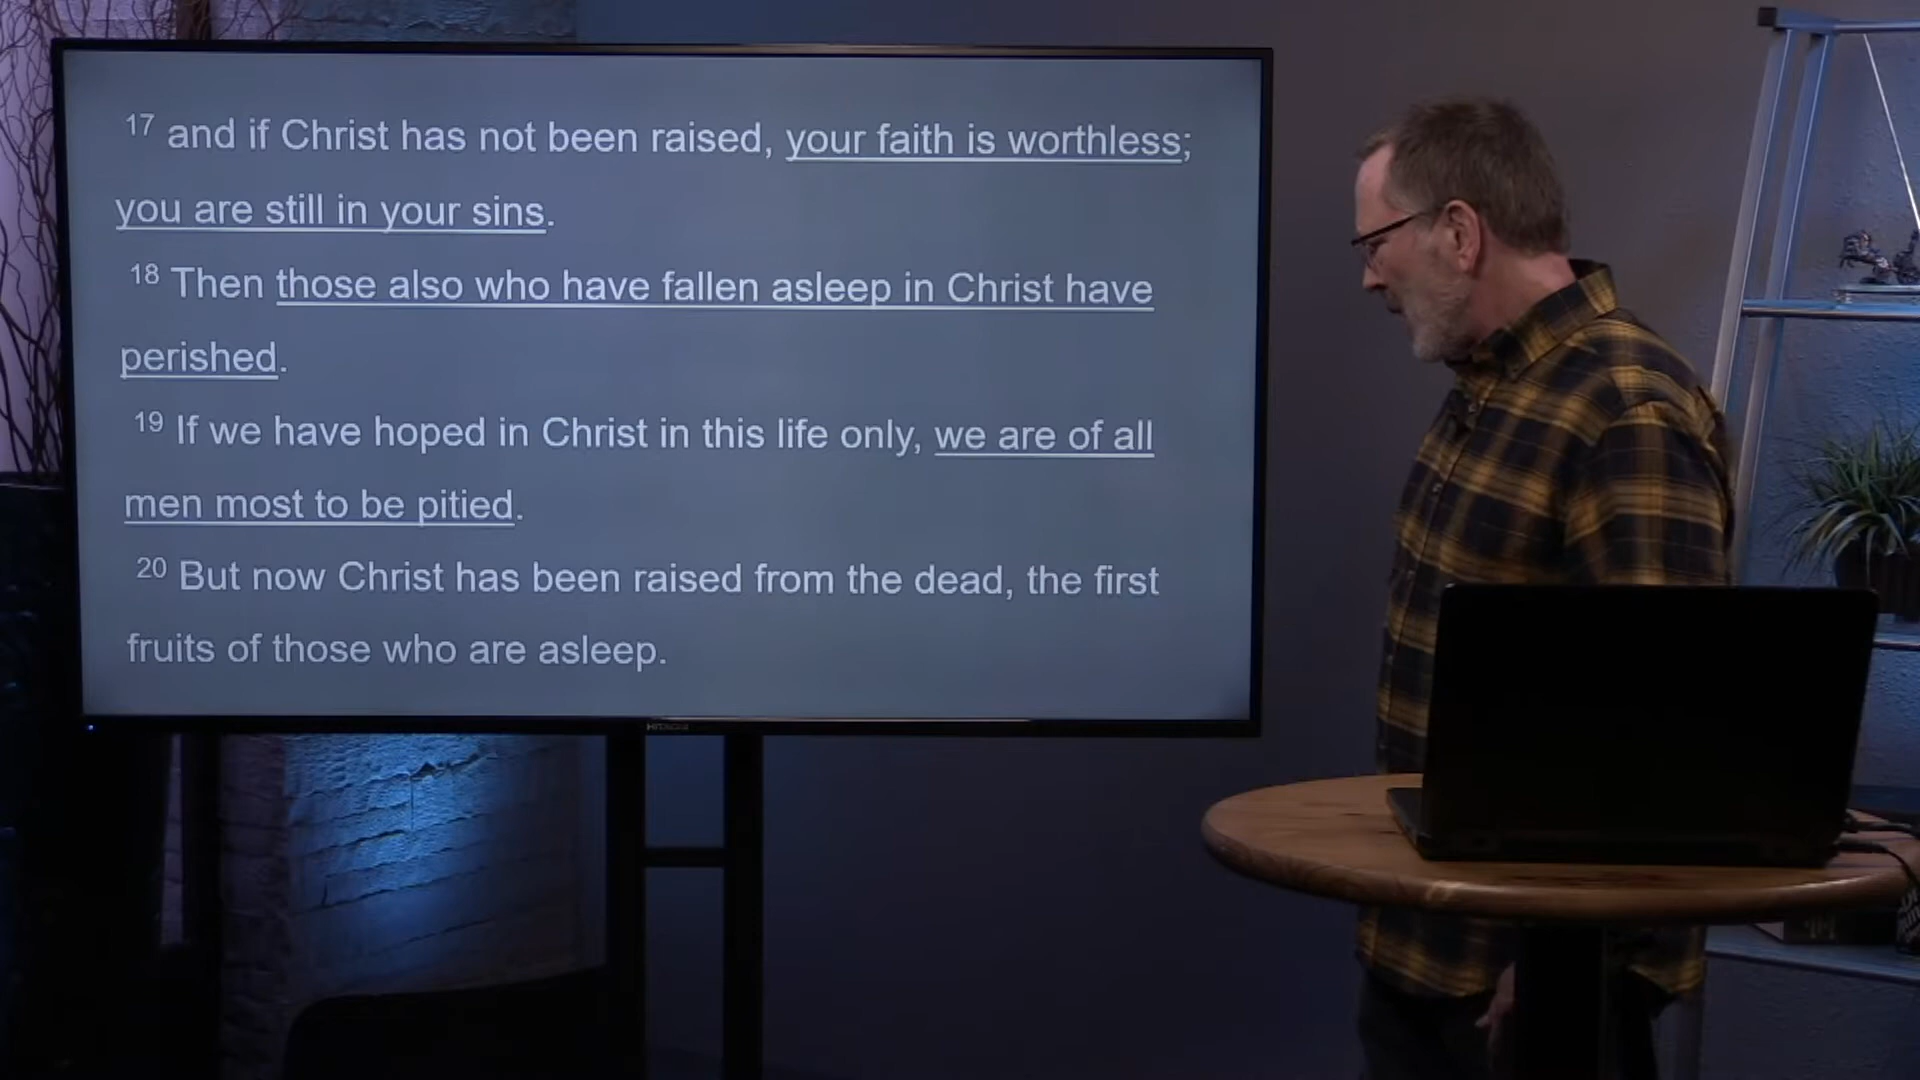 17 and if Christ has not been raised, your faith is worthless;
you are still in your sins.
18 Then those also who have fallen asleep in Christ have
perished.
19 If we have hoped in Christ in this life only, we are of all
men most to be pitied.
20 But now Christ has been raised from the dead, the first
fruits of those who are asleep.
HITACHI